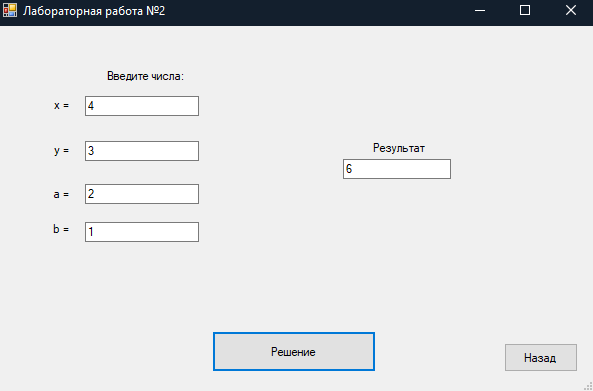 Лабораторная работа №2
Введите числа:
x = 4
y = 3
a = 2
b = 1
Результат
6
Решение
Назад